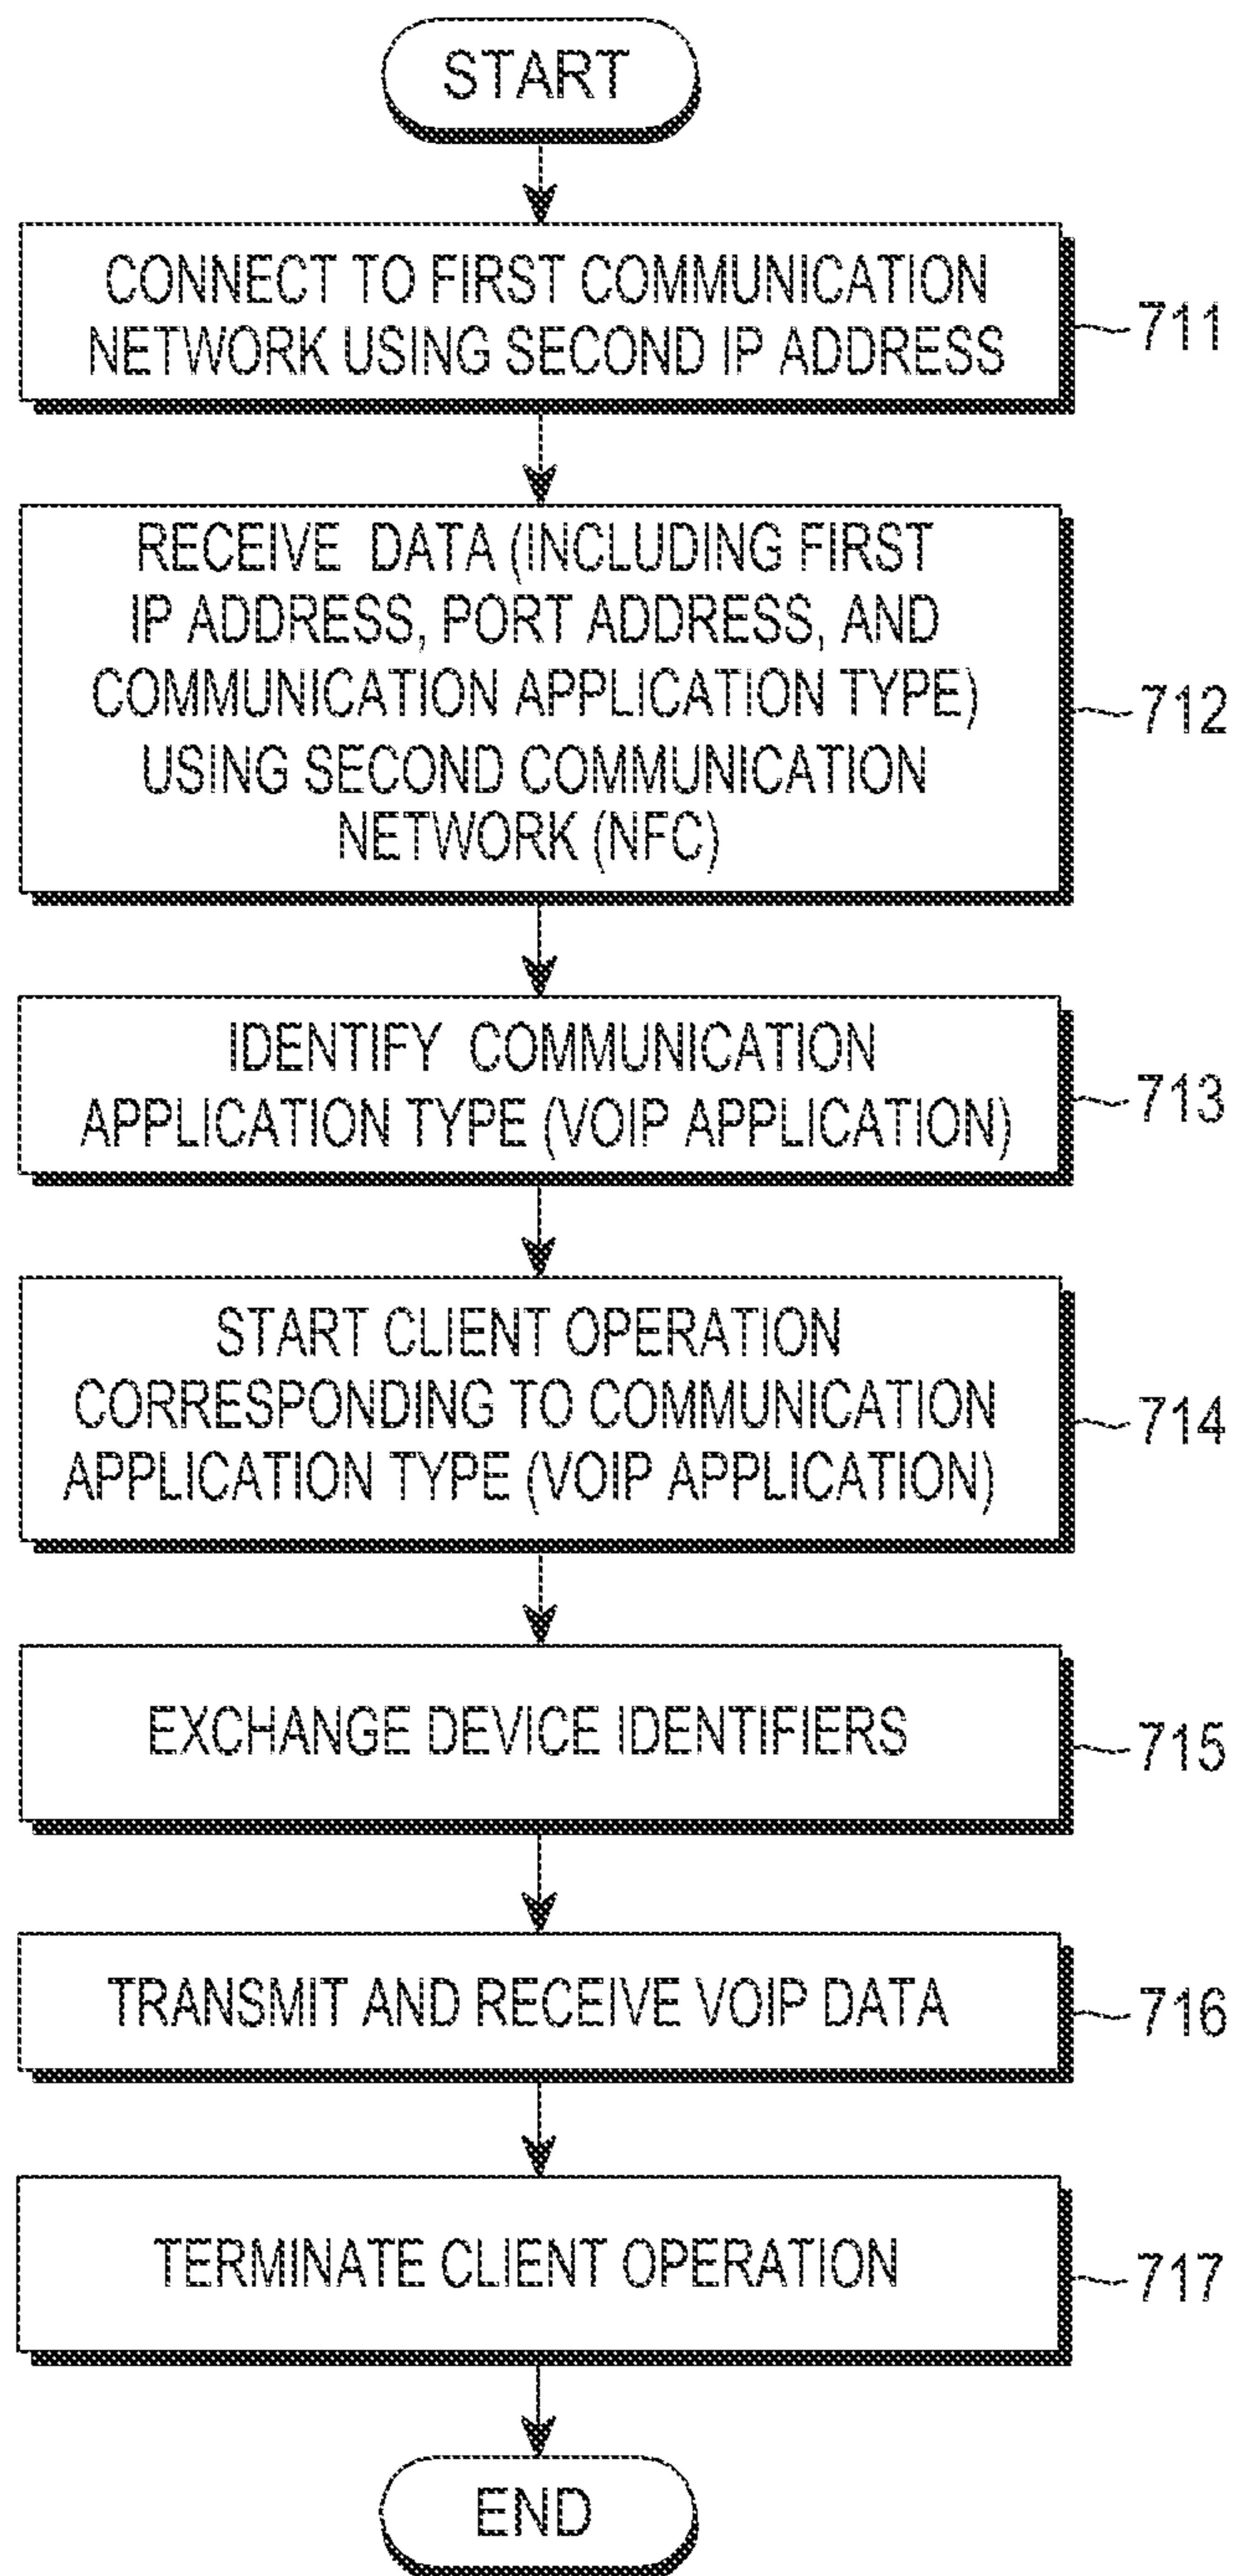 START
CONNECT TO FIRST COMMUNICATION
NETWORK USING SECOND IP ADDRESS
711
RECEIVE DATA (INCLUDING FIRST
IP ADDRESS, PORT ADDRESS, AND
COMMUNICATION APPLICATION TYPE)
USING SECOND COMMUNICATION
NETWORK (NFC)
712
IDENTIFY COMMUNICATION
APPLICATION TYPE (VOIP APPLICATION)
713
START CLIENT OPERATION
CORRESPONDING TO COMMUNICATION
APPLICATION TYPE (VOIP APPLICATION)
714
EXCHANGE DEVICE IDENTIFIERS
715
TRANSMIT AND RECEIVE VOIP DATA
716
TERMINATE CLIENT OPERATION
717
END